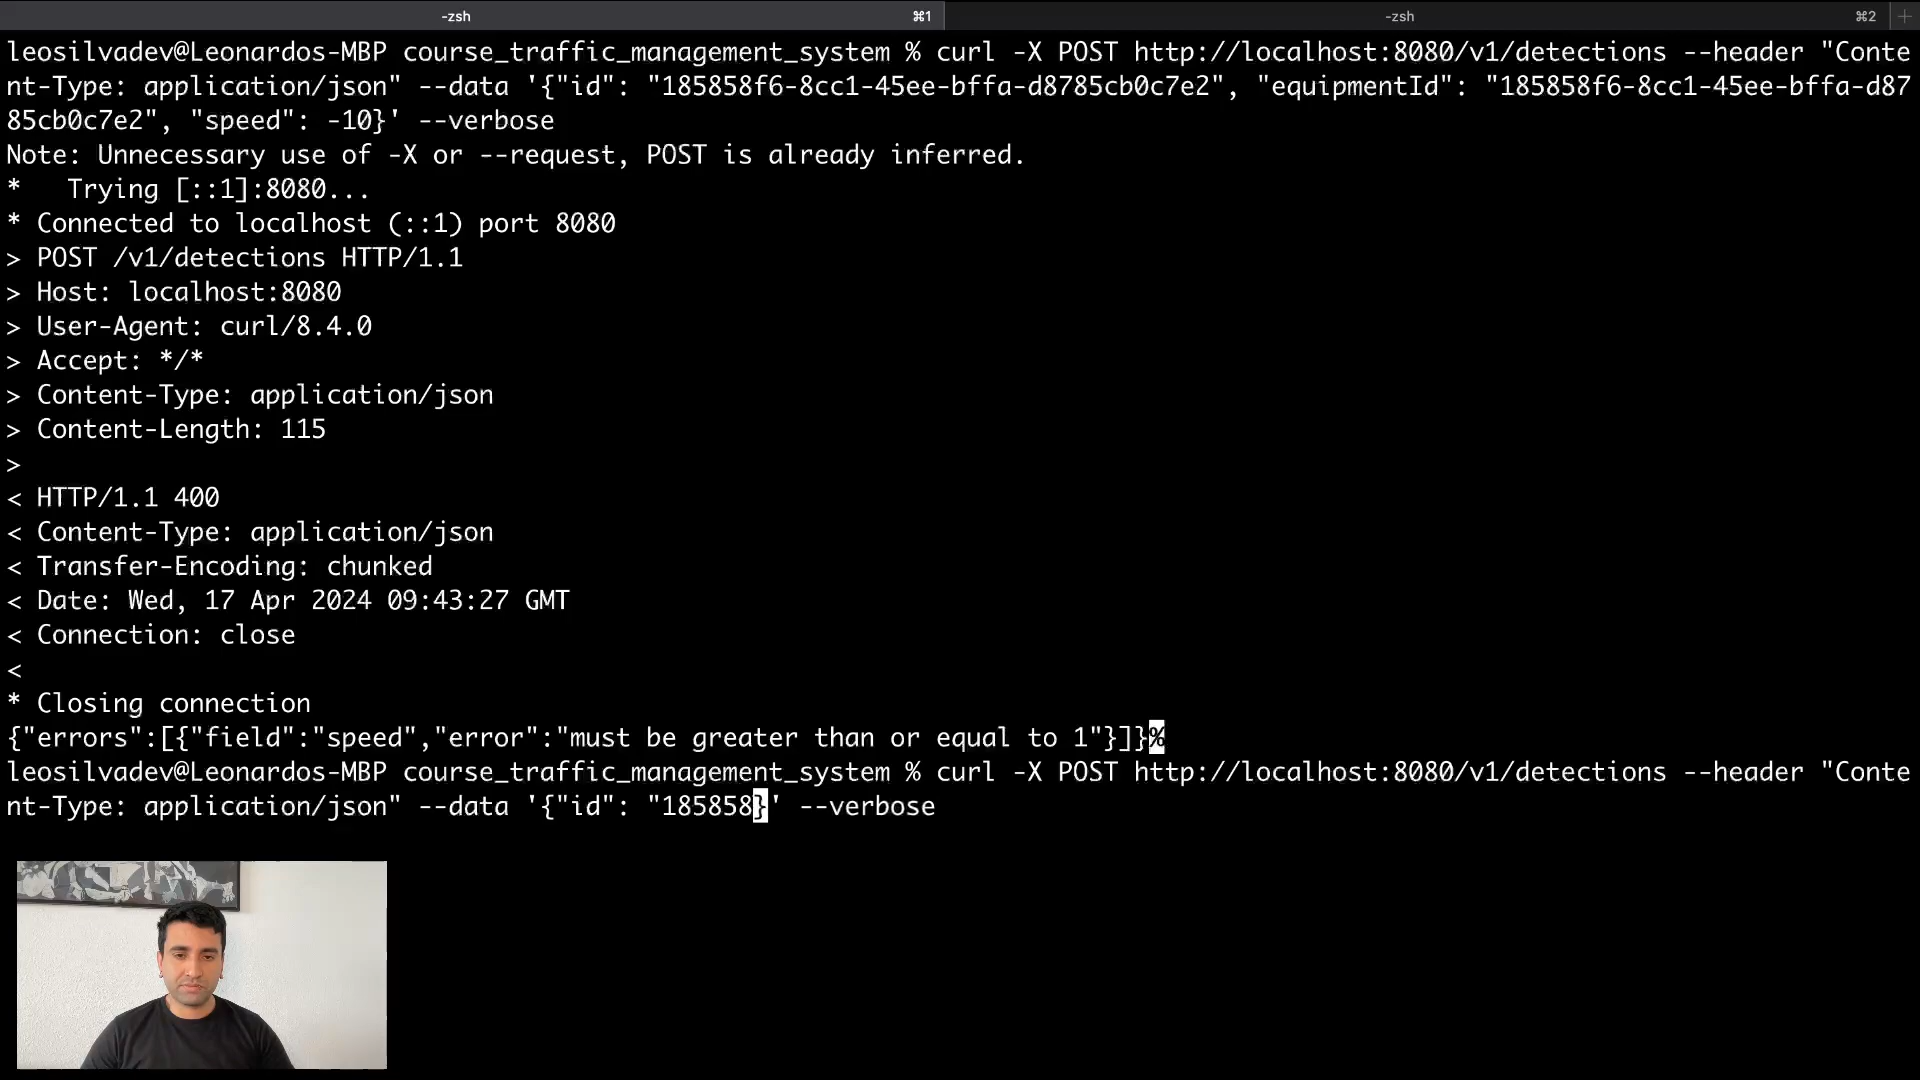 -zsh ⌘1 -zsh ⌘2 +
leosilvadev@Leonardos-MBP course_traffic_management_system % curl -X POST http://localhost:8080/v1/detections --header "Conte
nt-Type: application/json" --data '{"id": "185858f6-8cc1-45ee-bffa-d8785cb0c7e2", "equipmentId": "185858f6-8cc1-45ee-bffa-d87
85cb0c7e2", "speed": -10}' --verbose
Note: Unnecessary use of -X or --request, POST is already inferred.
*   Trying [::1]:8080...
* Connected to localhost (::1) port 8080
> POST /v1/detections HTTP/1.1
> Host: localhost:8080
> User-Agent: curl/8.4.0
> Accept: */*
> Content-Type: application/json
> Content-Length: 115
>
< HTTP/1.1 400
< Content-Type: application/json
< Transfer-Encoding: chunked
< Date: Wed, 17 Apr 2024 09:43:27 GMT
< Connection: close
<
* Closing connection
{"errors":[{"field":"speed","error":"must be greater than or equal to 1"}]}%
leosilvadev@Leonardos-MBP course_traffic_management_system % curl -X POST http://localhost:8080/v1/detections --header "Conte
nt-Type: application/json" --data '{"id": "185858}' --verbose